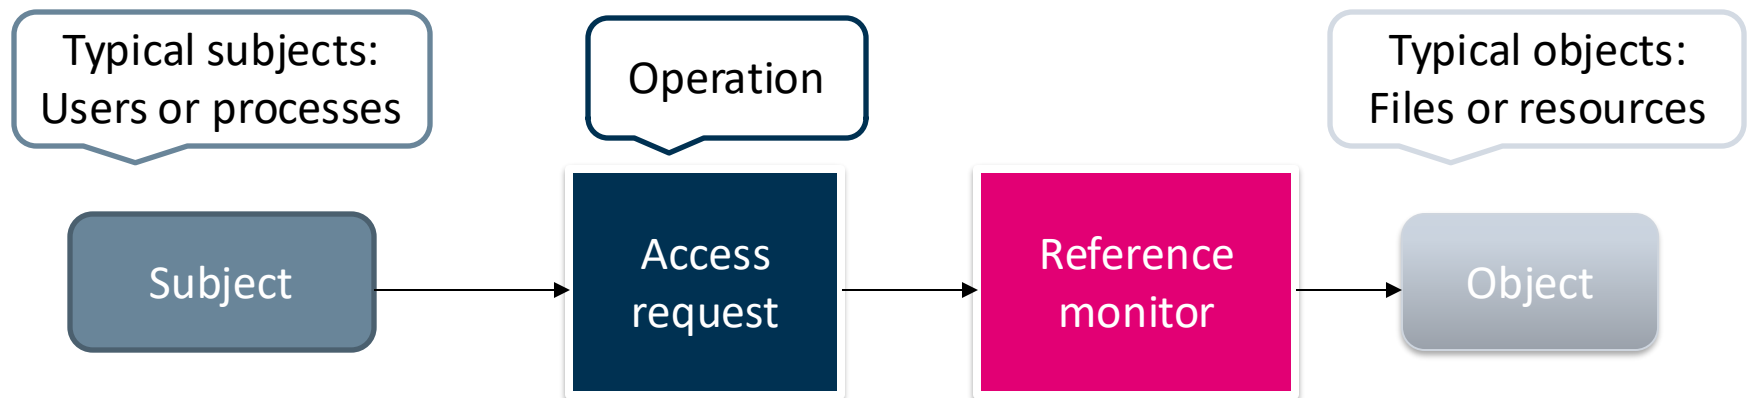 Typical subjects:
Users or processes
Operation
Typical objects:
Files or resources
Subject
Access
request
Reference
monitor
Object